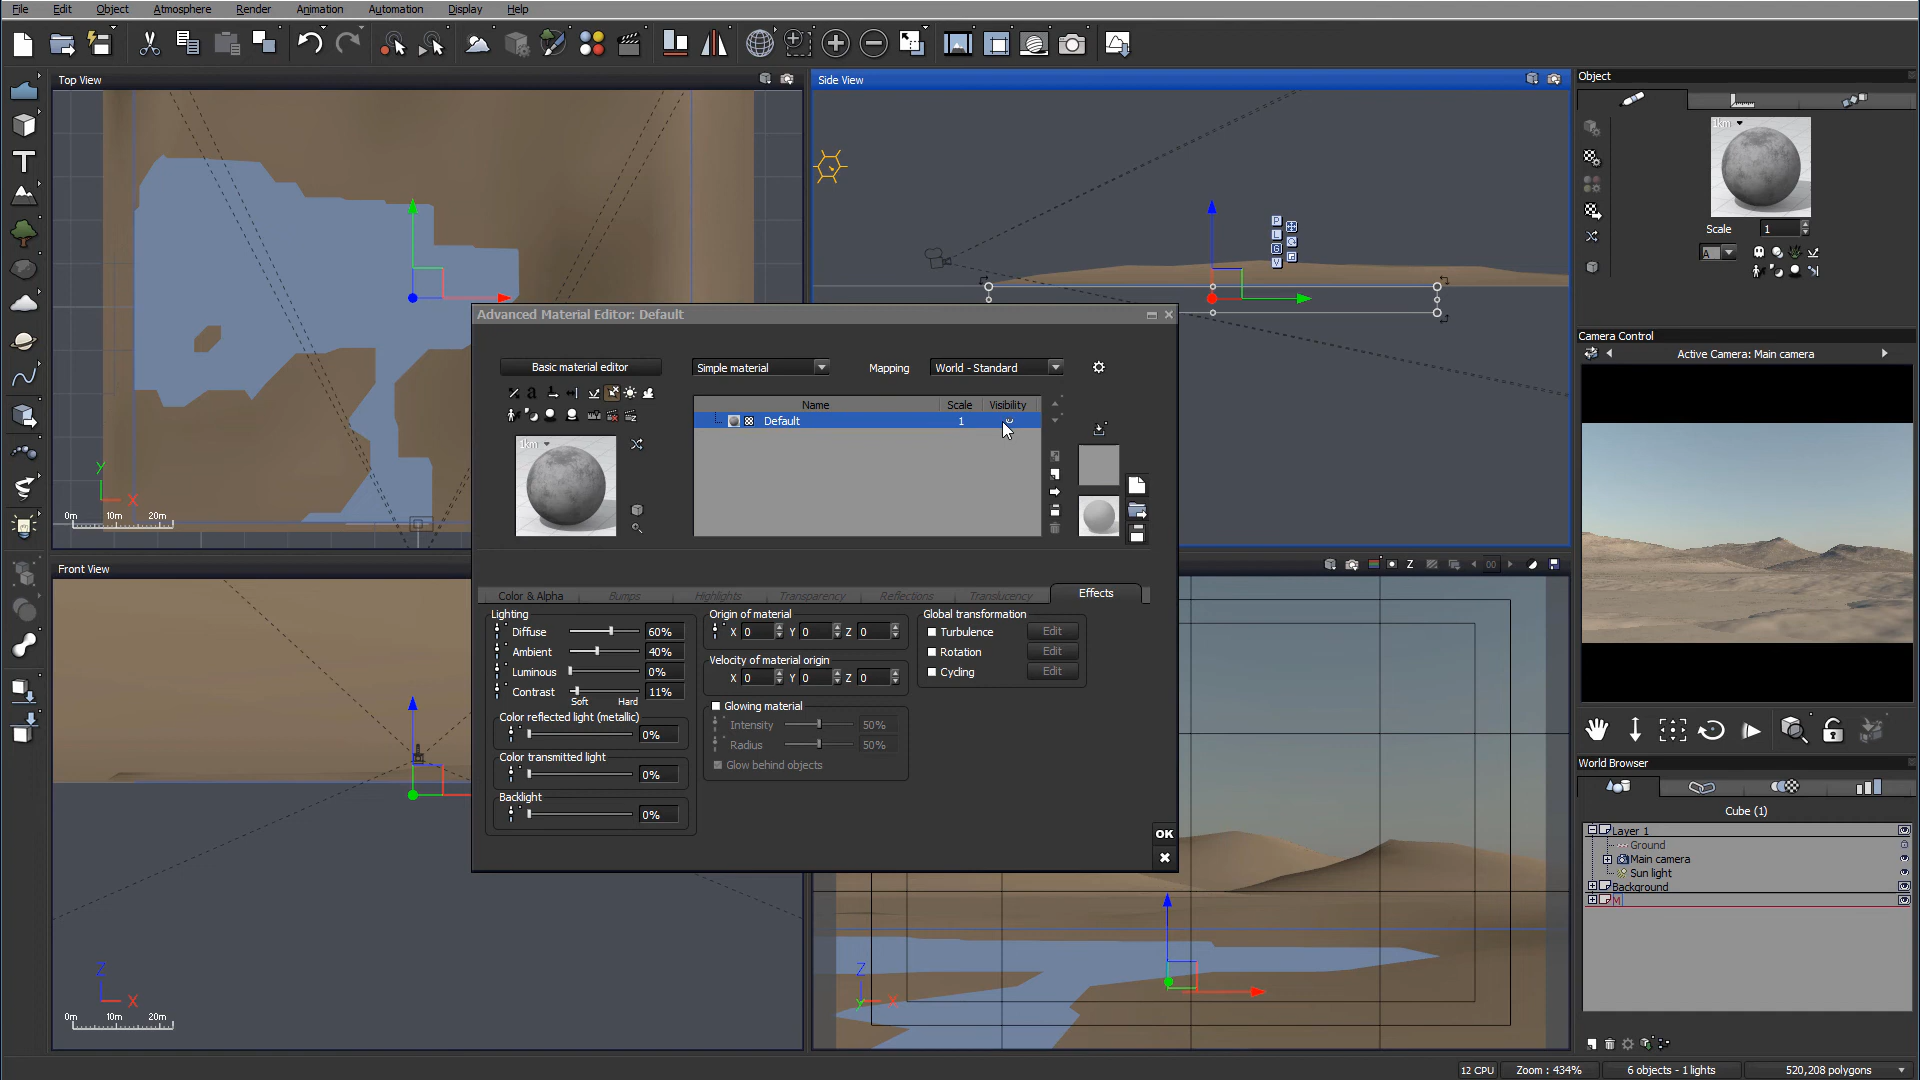 File Edit Object Atmosphere Render Animation Automation Display Help
Top View
Side View
Object
1km
Scale 1
A
P
L
G
V
Y
X
0m 10m 20m
Advanced Material Editor: Default
Basic material editor
Simple material
Mapping
World - Standard
Name Scale Visibility
Default 1
1km
Color & Alpha Bumps Highlights Transparency Reflections Translucency Effects
Lighting
Diffuse 60%
Ambient 40%
Luminous 0%
Contrast 11%
Soft Hard
Color reflected light (metallic)
0%
Color transmitted light
0%
Backlight
0%
Origin of material
X 0 Y 0 Z 0
Velocity of material origin
X 0 Y 0 Z 0
Glowing material
Intensity 50%
Radius 50%
Glow behind objects
Global transformation
Turbulence Edit
Rotation Edit
Cycling Edit
OK
Front View
Z
X
0m 10m 20m
Z
Y X
Camera Control
Active Camera: Main camera
World Browser
Cube (1)
Layer 1
Ground
Main camera
Sun light
Background
M
12 CPU Zoom : 434% 6 objects - 1 lights 520,208 polygons